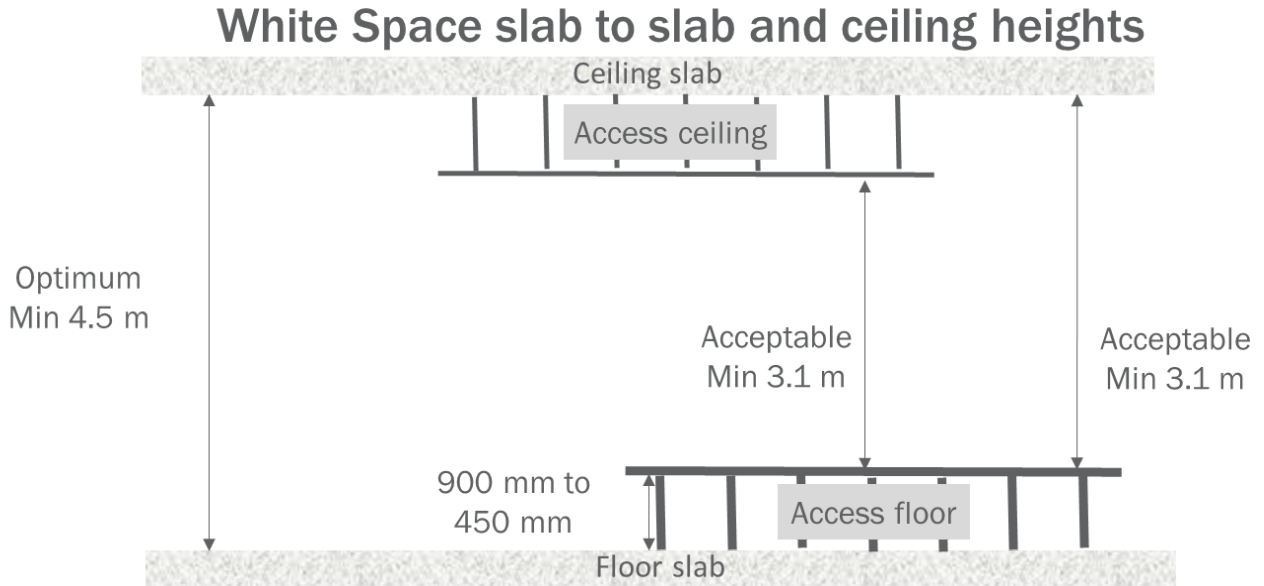 White Space slab to slab and ceiling heights
Ceiling slab
Access ceiling
Optimum
Min 4.5 m
Acceptable
Min 3.1 m
Acceptable
Min 3.1 m
900 mm to
450 mm
Access floor
Floor slab